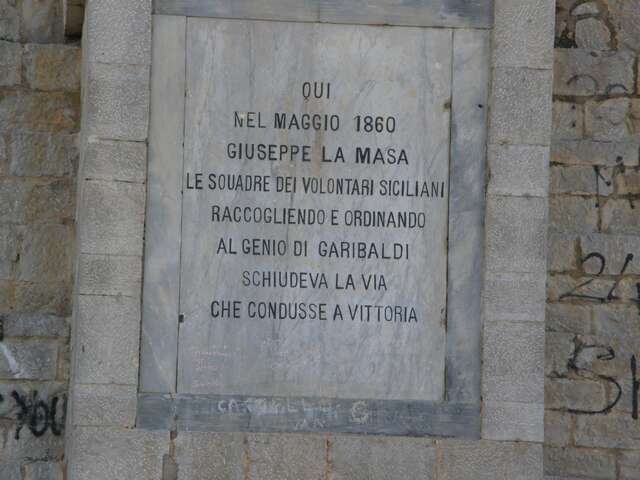 QUI
NEL MAGGIO 1860
GIUSEPPE LA MASA
LE SQUADRE DEI VOLONTARI SICILIANI
RACCOGLIENDO E ORDINANDO
AL GENIO DI GARIBALDI
SCHIUDEVA LA VIA
CHE CONDUSSE A VITTORIA